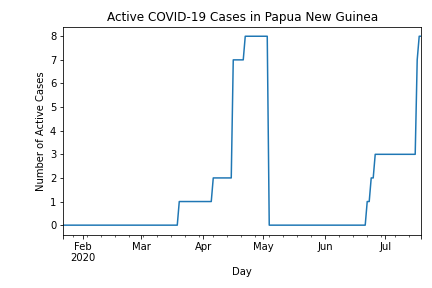 Active COVID-19 Cases in Papua New Guinea
Number of Active Cases
8
7
6
5
4
3
2
1
0
Feb Mar Apr May Jun Jul
2020
Day